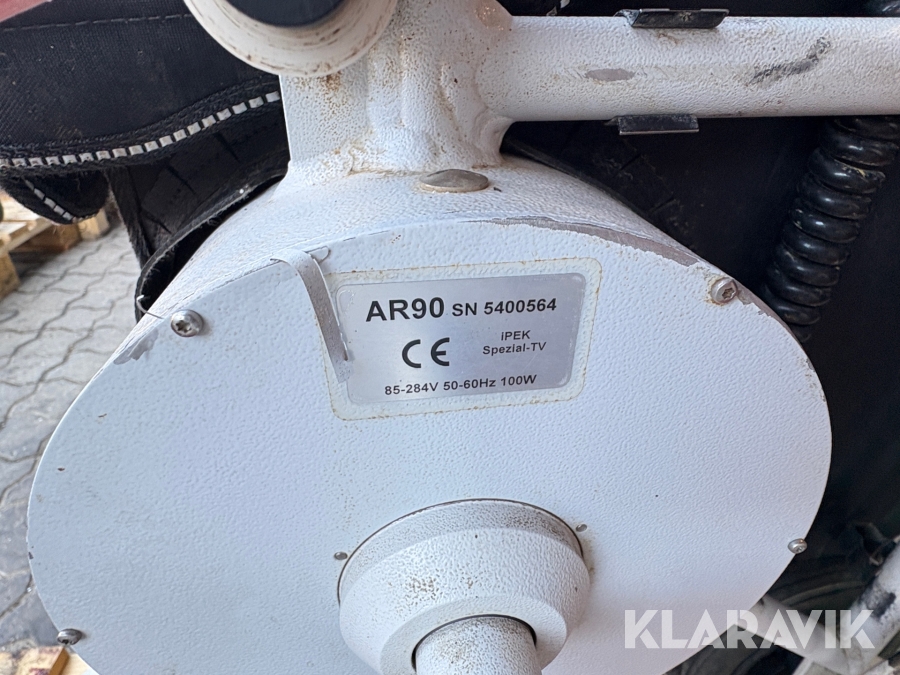 AR90 SN 5400564
CE
iPEK
Spezial-TV
85-284V 50-60Hz 100W
KLARAVIK